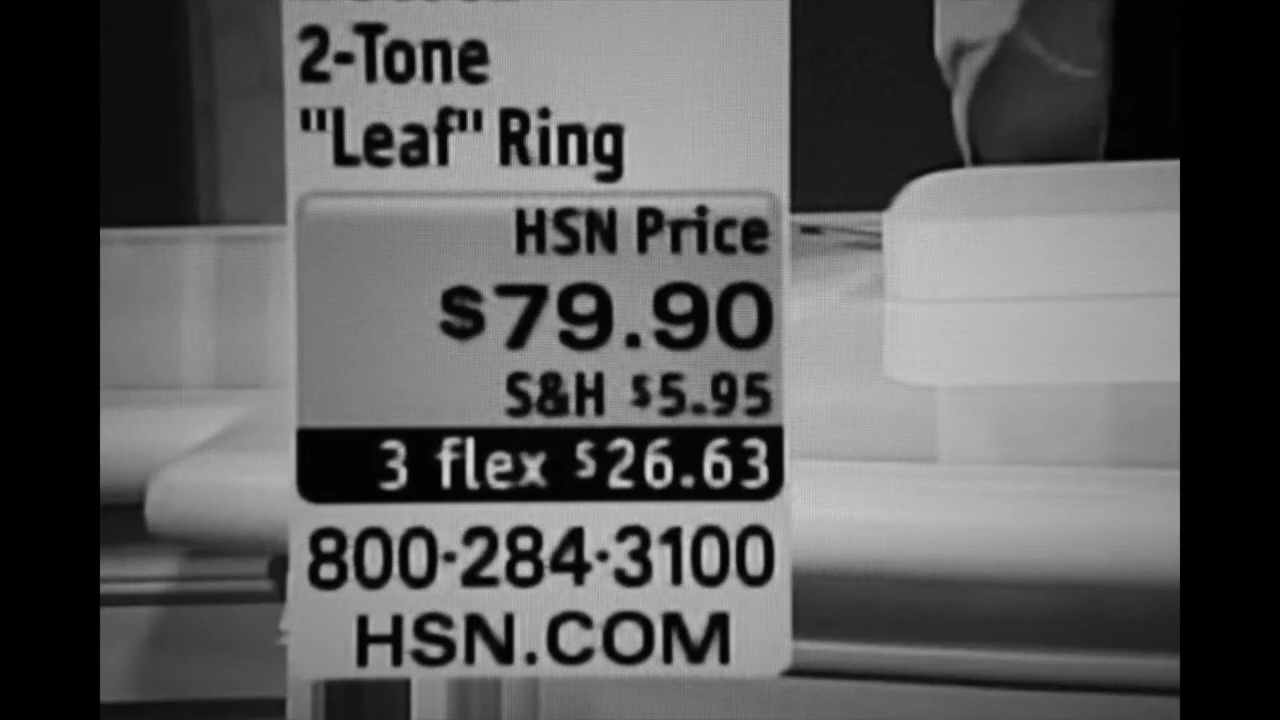 2-Tone
"Leaf" Ring
HSN Price
$79.90
S&H $5.95
3 flex $26.63
800·284·3100
HSN.COM